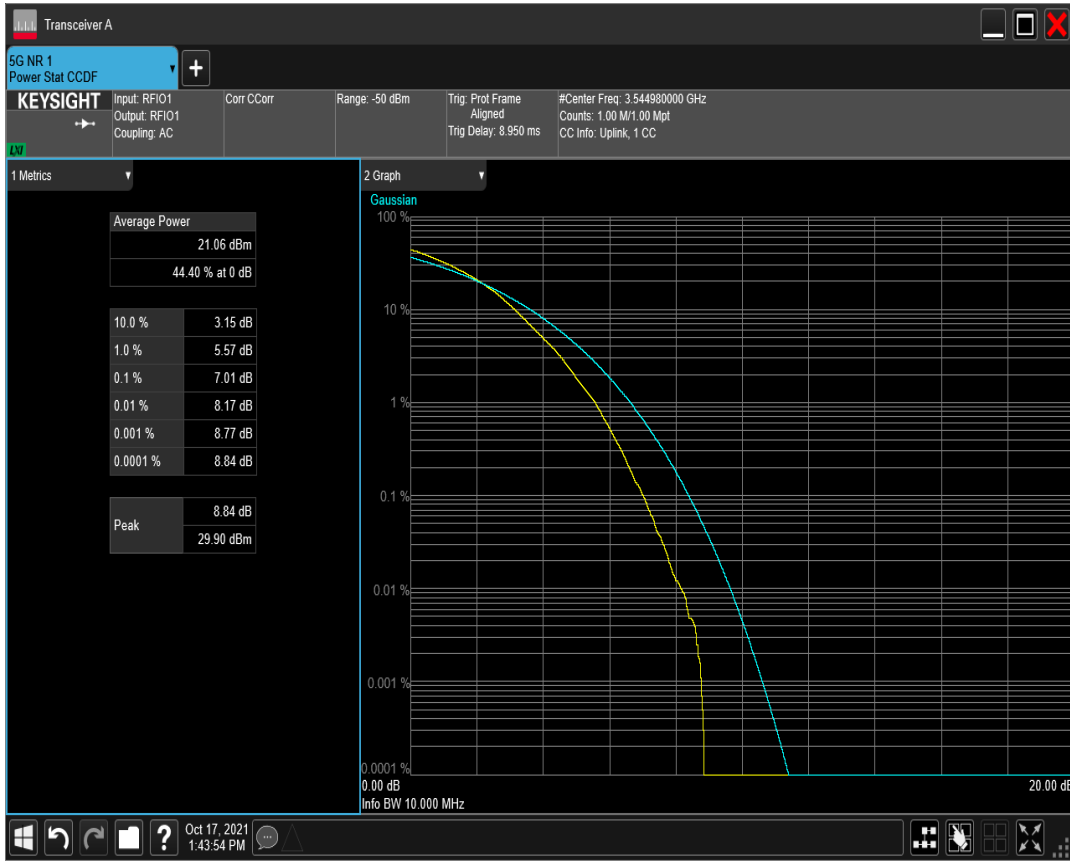 Transceiver A
5G NR 1
Power Stat CCDF
+
KEYSIGHT
LXI
Input: RFIO1
Output: RFIO1
Coupling: AC
Corr CCorr
Range: -50 dBm
Trig: Prot Frame
Aligned
Trig Delay: 8.950 ms
#Center Freq: 3.544980000 GHz
Counts: 1.00 M/1.00 Mpt
CC Info: Uplink, 1 CC
1 Metrics
Average Power
21.06 dBm
44.40 % at 0 dB
10.0 % 3.15 dB
1.0 % 5.57 dB
0.1 % 7.01 dB
0.01 % 8.17 dB
0.001 % 8.77 dB
0.0001 % 8.84 dB
Peak 8.84 dB
29.90 dBm
2 Graph
Gaussian
100 %
10 %
1 %
0.1 %
0.01 %
0.001 %
0.0001 %
0.00 dB 20.00 dB
Info BW 10.000 MHz
? Oct 17, 2021
1:43:54 PM